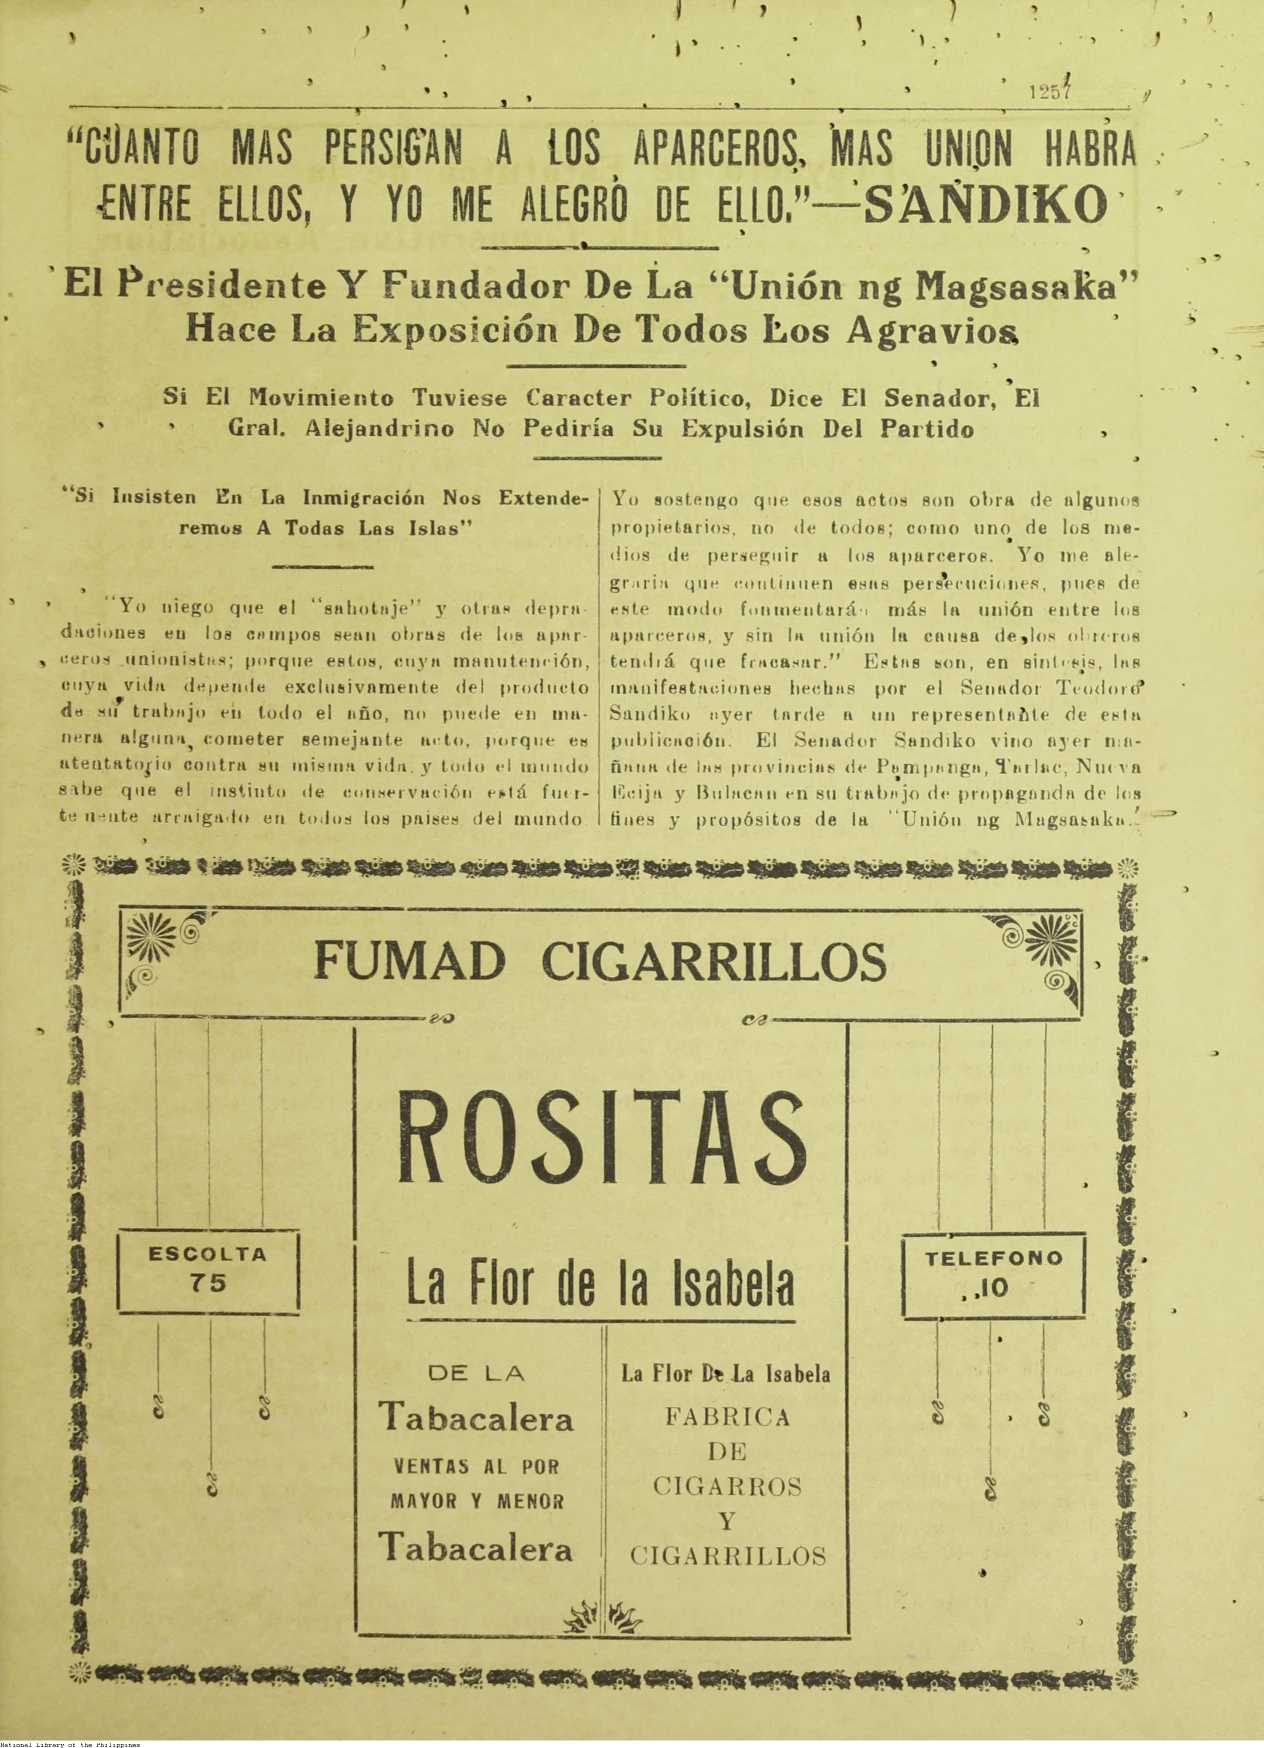 1257
“CUANTO MAS PERSIGAN A LOS APARCEROS, MAS UNION HABRA
ENTRE ELLOS, Y YO ME ALEGRO DE ELLO.”—SANDIKO
El Presidente Y Fundador De La “Unión ng Magsasaka”
Hace La Exposición De Todos Los Agravios
Si El Movimiento Tuviese Caracter Político, Dice El Senador, El
Gral. Alejandrino No Pediría Su Expulsión Del Partido
“Si Insisten En La Inmigración Nos Extende-
remos A Todas Las Islas”
“Yo niego que el “sabotaje” y otras depra-
daciones en los campos sean obras de los apar-
ceros unionistas; porque estos, cuya manutención,
cuya vida depende exclusivamente del producto
de su trabajo en todo el año, no puede en ma-
nera alguna cometer semejante acto, porque es
atentatorio contra su misma vida, y todo el mundo
sabe que el instinto de conservación está fuer-
temente arraigado en todos los paises del mundo
Yo sostengo que esos actos son obra de algunos
propietarios, no de todos; como uno de los me-
dios de perseguir a los aparceros. Yo me ale-
graria que continuen esas persecuciones, pues de
este modo fonmentará más la unión entre los
aparceros, y sin la unión la causa de los obreros
tendrá que fracasar.” Estas son, en sintesis, las
manifestaciones hechas por el Senador Teodoro
Sandiko ayer tarde a un representante de esta
publicación. El Senador Sandiko vino ayer ma-
ñana de las provincias de Pampanga, Tarlac, Nueva
Ecija y Bulacan en su trabajo de propaganda de los
fines y propósitos de la “Unión ng Magsasaka.”
FUMAD CIGARRILLOS
ROSITAS
La Flor de la Isabela
ESCOLTA
75
TELEFONO
10
DE LA
Tabacalera
VENTAS AL POR
MAYOR Y MENOR
Tabacalera
La Flor De La Isabela
FABRICA
DE
CIGARROS
Y
CIGARRILLOS
National Library of the Philippines